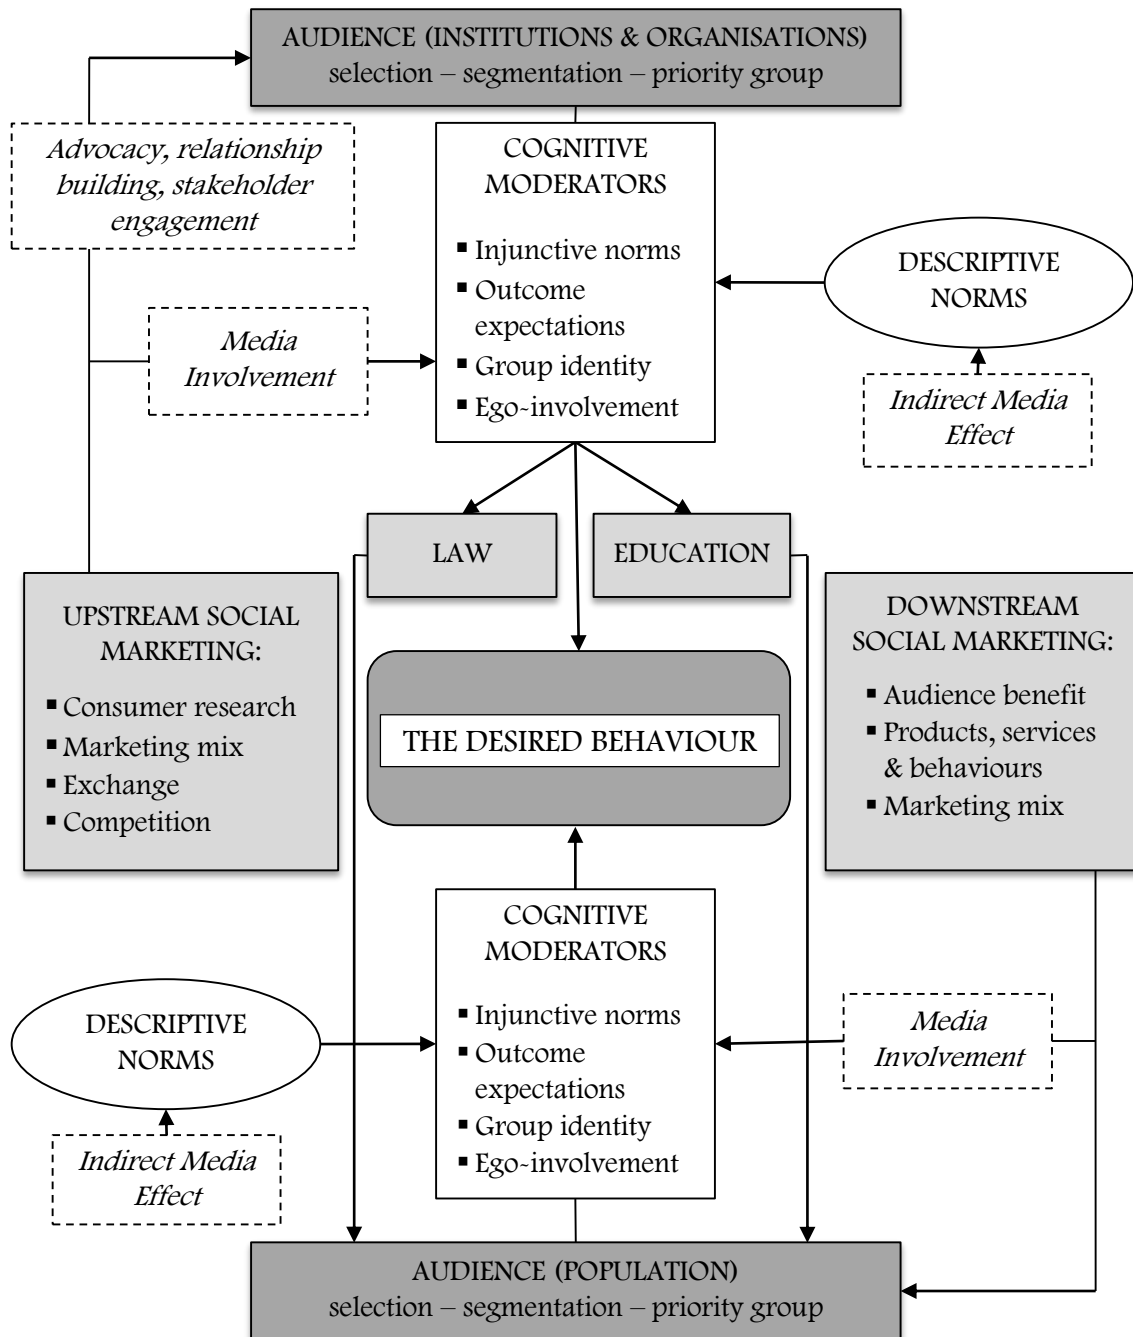 AUDIENCE (INSTITUTIONS & ORGANISATIONS)
selection – segmentation – priority group
Advocacy, relationship
building, stakeholder
engagement
COGNITIVE
MODERATORS
▪ Injunctive norms
▪ Outcome
expectations
▪ Group identity
▪ Ego-involvement
DESCRIPTIVE
NORMS
Media
Involvement
Indirect Media
Effect
LAW
EDUCATION
UPSTREAM SOCIAL
MARKETING:
▪ Consumer research
▪ Marketing mix
▪ Exchange
▪ Competition
DOWNSTREAM
SOCIAL MARKETING:
▪ Audience benefit
▪ Products, services
& behaviours
▪ Marketing mix
THE DESIRED BEHAVIOUR
COGNITIVE
MODERATORS
▪ Injunctive norms
▪ Outcome
expectations
▪ Group identity
▪ Ego-involvement
DESCRIPTIVE
NORMS
Media
Involvement
Indirect Media
Effect
AUDIENCE (POPULATION)
selection – segmentation – priority group